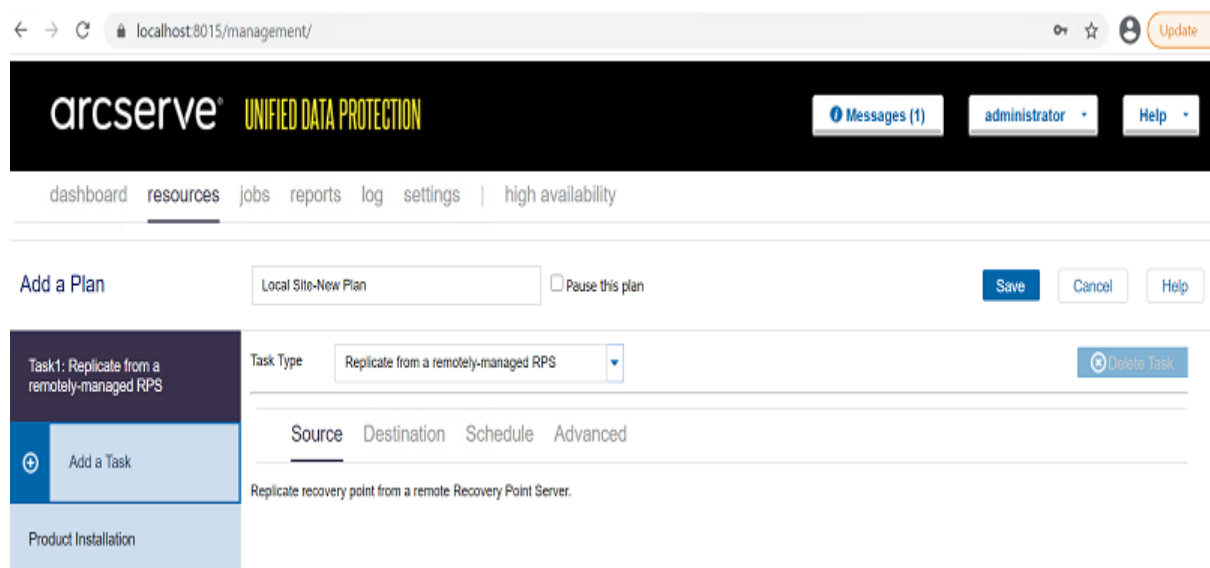 localhost:8015/management/
Update
arcserve® UNIFIED DATA PROTECTION
Messages (1)
administrator
Help
dashboard resources jobs reports log settings | high availability
Add a Plan
Local Site-New Plan
Pause this plan
Save
Cancel
Help
Task1: Replicate from a
remotely-managed RPS
Task Type
Replicate from a remotely-managed RPS
Delete Task
Source Destination Schedule Advanced
Add a Task
Replicate recovery point from a remote Recovery Point Server.
Product Installation